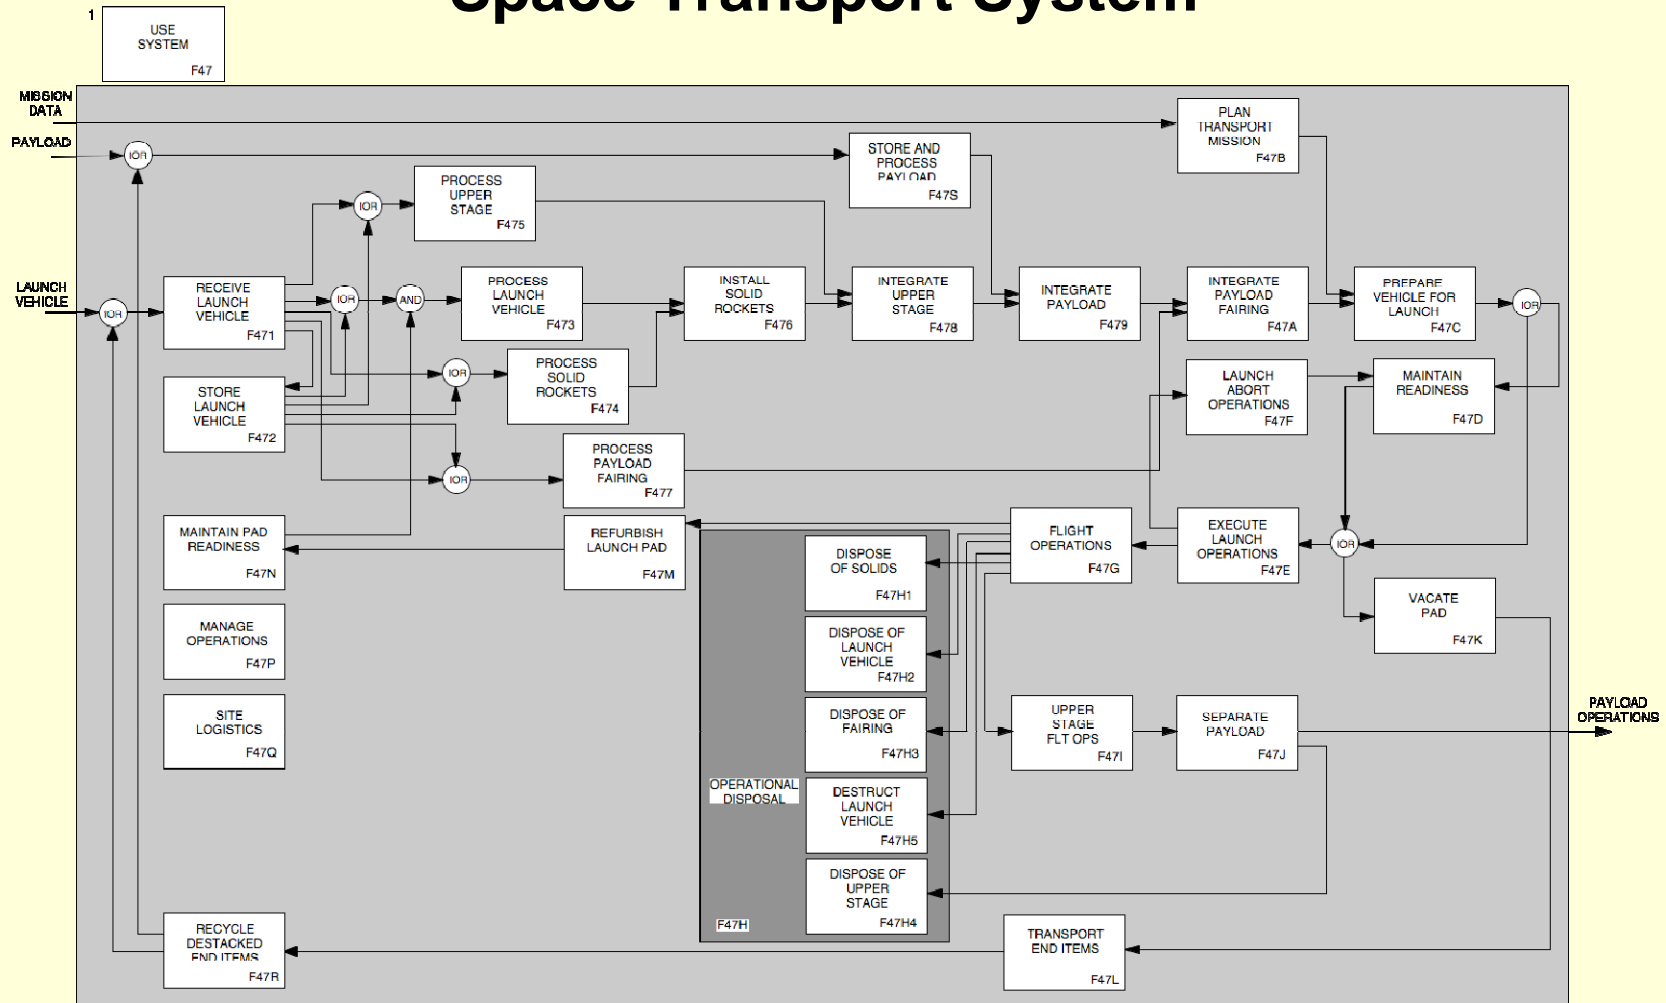 Space Transport System
1
USE
SYSTEM
F47
MISSION
DATA
PAYLOAD
LAUNCH
VEHICLE
IOR
PLAN
TRANSPORT
MISSION
F47B
STORE AND
PROCESS
PAYLOAD
F47S
PROCESS
UPPER
STAGE
F475
IOR
RECEIVE
LAUNCH
VEHICLE
F471
IOR
IOR
AND
PROCESS
LAUNCH
VEHICLE
F473
INSTALL
SOLID
ROCKETS
F476
INTEGRATE
UPPER
STAGE
F478
INTEGRATE
PAYLOAD
F479
INTEGRATE
PAYLOAD
FAIRING
F47A
PREPARE
VEHICLE FOR
LAUNCH
F47C
IOR
STORE
LAUNCH
VEHICLE
F472
IOR
PROCESS
SOLID
ROCKETS
F474
LAUNCH
ABORT
OPERATIONS
F47F
MAINTAIN
READINESS
F47D
IOR
PROCESS
PAYLOAD
FAIRING
F477
MAINTAIN PAD
READINESS
F47N
REFURBISH
LAUNCH PAD
F47M
FLIGHT
OPERATIONS
F47G
EXECUTE
LAUNCH
OPERATIONS
F47E
IOR
DISPOSE
OF SOLIDS
F47H1
VACATE
PAD
F47K
MANAGE
OPERATIONS
F47P
DISPOSE OF
LAUNCH
VEHICLE
F47H2
SITE
LOGISTICS
F47Q
DISPOSE OF
FAIRING
F47H3
UPPER
STAGE
FLT OPS
F47I
SEPARATE
PAYLOAD
F47J
PAYLOAD
OPERATIONS
OPERATIONAL
DISPOSAL
DESTRUCT
LAUNCH
VEHICLE
F47H5
DISPOSE OF
UPPER
STAGE
F47H4
F47H
RECYCLE
DESTACKED
END ITEMS
F47R
TRANSPORT
END ITEMS
F47L